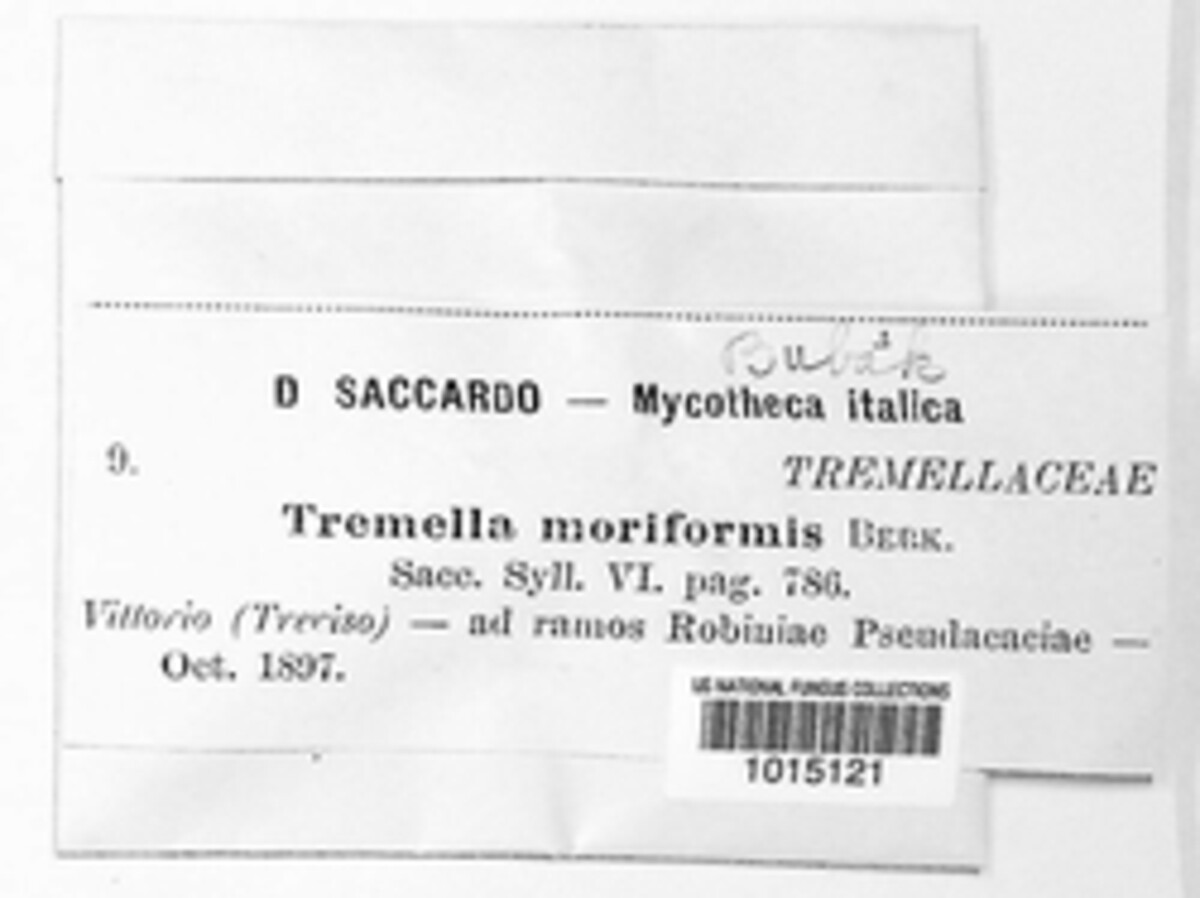 Bubák
D SACCARDO — Mycotheca italica
9.
TREMELLACEAE
Tremella moriformis BERK.
Sacc. Syll. VI. pag. 786.
Vittorio (Treviso) — ad ramos Robiniae Pseudacaciae —
Oct. 1897.
US NATIONAL FUNGUS COLLECTIONS
1015121